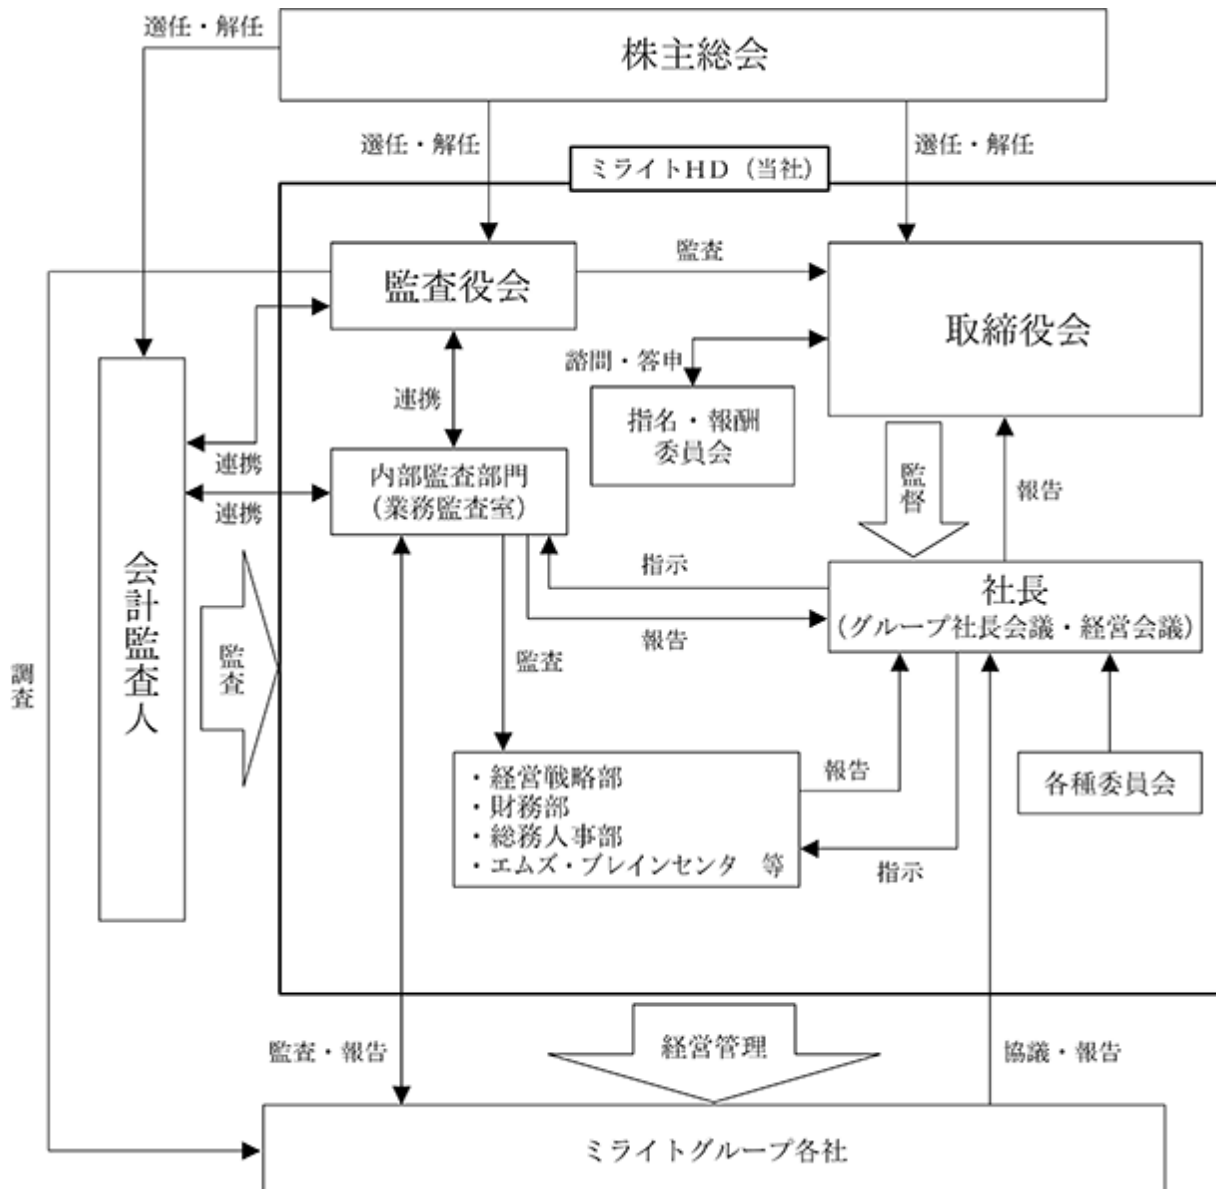 選任・解任
株主総会
選任・解任
選任・解任
ミライトHD（当社）
監査役会
監査
取締役会
諮問・答申
連携
指名・報酬
委員会
連携
内部監査部門
（業務監査室）
監督
報告
連携
会計監査人
指示
社長
（グループ社長会議・経営会議）
報告
監査
監査
調査
・経営戦略部
・財務部
・総務人事部
・エムズ・ブレインセンタ　等
報告
各種委員会
指示
監査・報告
経営管理
協議・報告
ミライトグループ各社